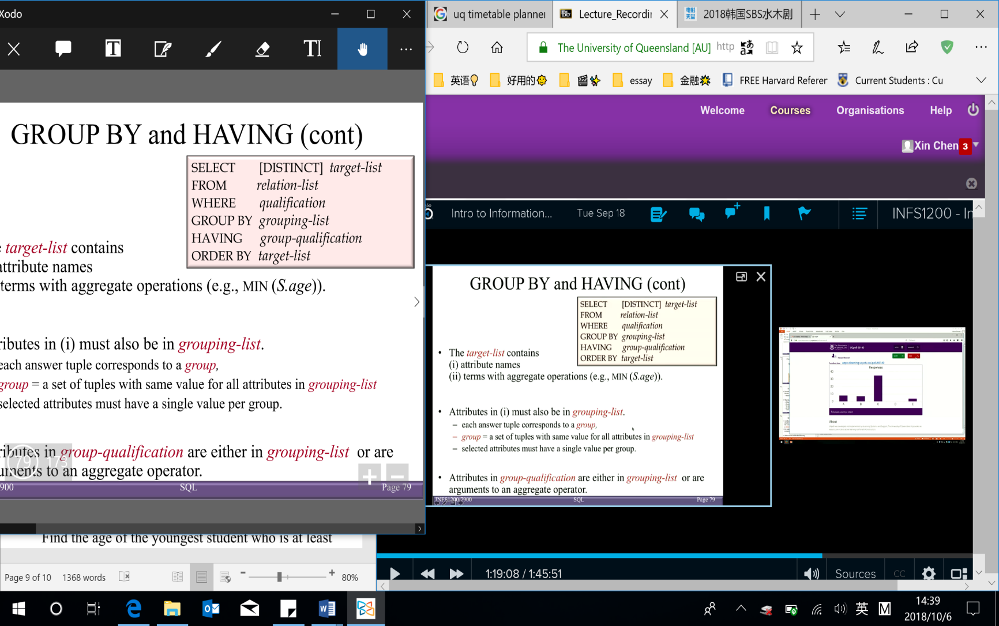 Xodo
GROUP BY and HAVING (cont)
SELECT [DISTINCT] target-list
FROM relation-list
WHERE qualification
GROUP BY grouping-list
HAVING group-qualification
ORDER BY target-list
target-list contains
attribute names
terms with aggregate operations (e.g., MIN (S.age)).
ributes in (i) must also be in grouping-list.
each answer tuple corresponds to a group,
group = a set of tuples with same value for all attributes in grouping-list
selected attributes must have a single value per group.
ributes in group-qualification are either in grouping-list or are
uments to an aggregate operator.
79 173
900 SQL Page 79
Find the age of the youngest student who is at least
Page 9 of 10 1368 words 80%
uq timetable planner
Lecture_Recordin
2018韩国SBS水木剧
The University of Queensland [AU] http
英语
好用的
essay
金融
FREE Harvard Referer
Current Students : Cu
Welcome Courses Organisations Help
Xin Chen 3
Intro to Information... Tue Sep 18 INFS1200 - In
GROUP BY and HAVING (cont)
SELECT [DISTINCT] target-list
FROM relation-list
WHERE qualification
GROUP BY grouping-list
HAVING group-qualification
ORDER BY target-list
• The target-list contains
(i) attribute names
(ii) terms with aggregate operations (e.g., MIN (S.age)).
• Attributes in (i) must also be in grouping-list.
– each answer tuple corresponds to a group,
– group = a set of tuples with same value for all attributes in grouping-list
– selected attributes must have a single value per group.
• Attributes in group-qualification are either in grouping-list or are
arguments to an aggregate operator.
INFS1200/7900 SQL Page 79
Responses
40
30
20
10
0
A B C D E
About
1:19:08 / 1:45:51 Sources CC
英 M
14:39
2018/10/6